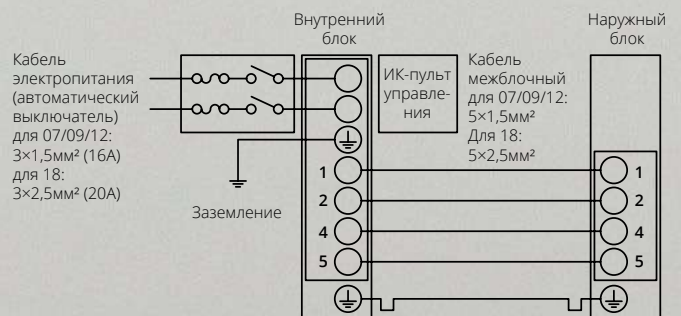 Внутренний
блок
Наружный
блок
Кабель
электропитания
(автоматический
выключатель)
для 07/09/12:
3×1,5мм² (16А)
для 18:
3×2,5мм² (20А)
ИК-пульт
управле-
ния
Кабель
межблочный
для 07/09/12:
5×1,5мм²
Для 18:
5×2,5мм²
Заземление
1
2
4
5
1
2
4
5